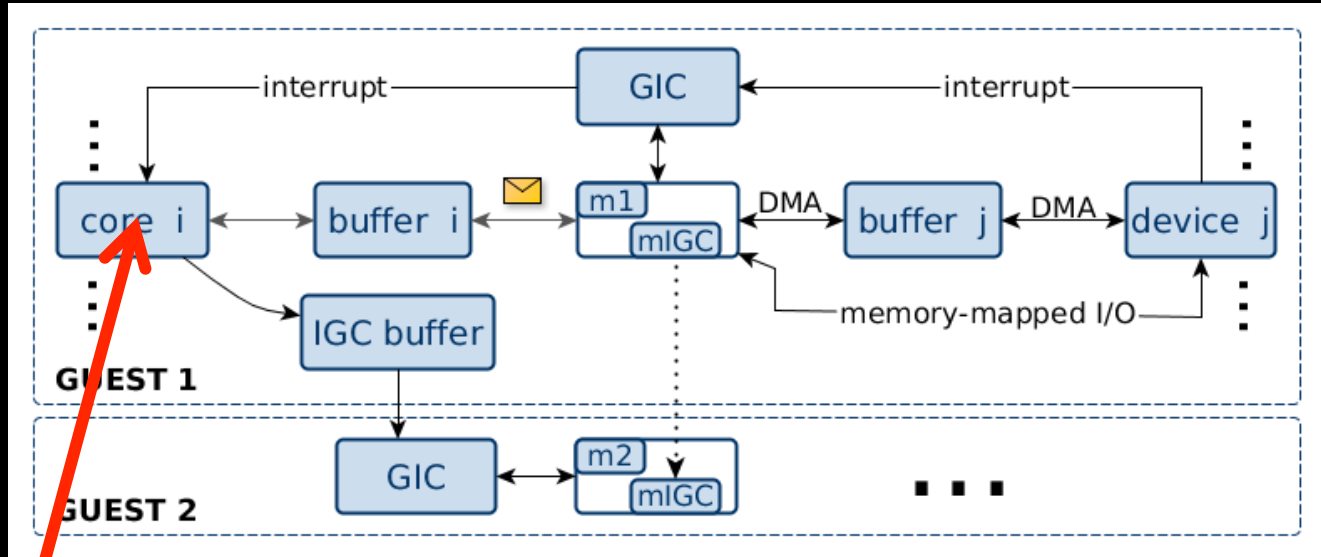 GIC
interrupt
interrupt
core i
buffer i
m1
mIGC
DMA
buffer j
DMA
device j
IGC buffer
memory-mapped I/O
GUEST 1
GIC
m2
mIGC
GUEST 2